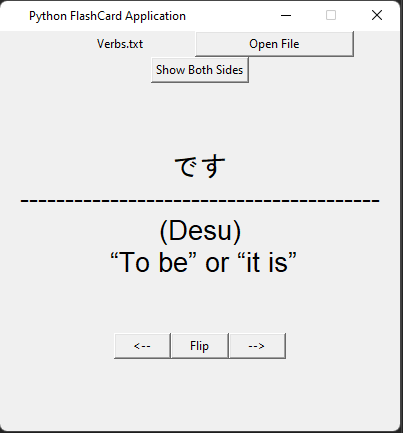 Python FlashCard Application
Verbs.txt Open File
Show Both Sides
です
----------------------------------------
(Desu)
“To be” or “it is”
<-- Flip -->